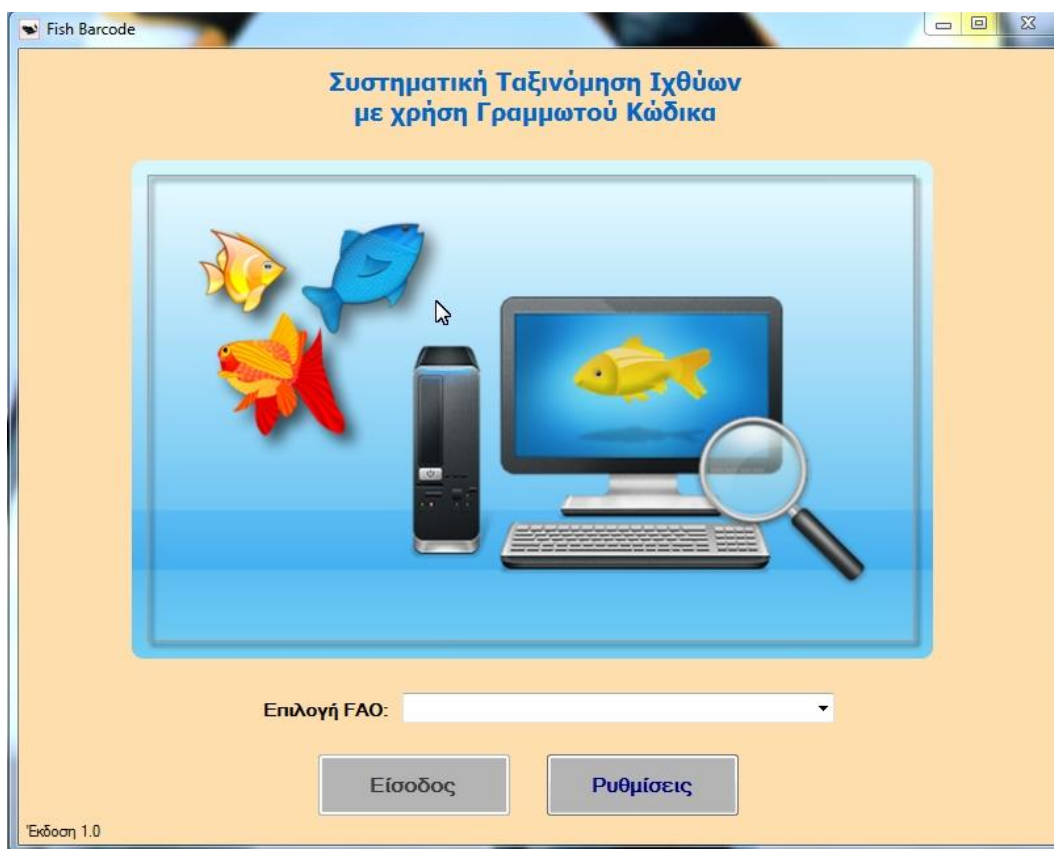 Fish Barcode
Συστηματική Ταξινόμηση Ιχθύων
με χρήση Γραμμωτού Κώδικα
Επιλογή FAO:
Είσοδος
Ρυθμίσεις
Έκδοση 1.0